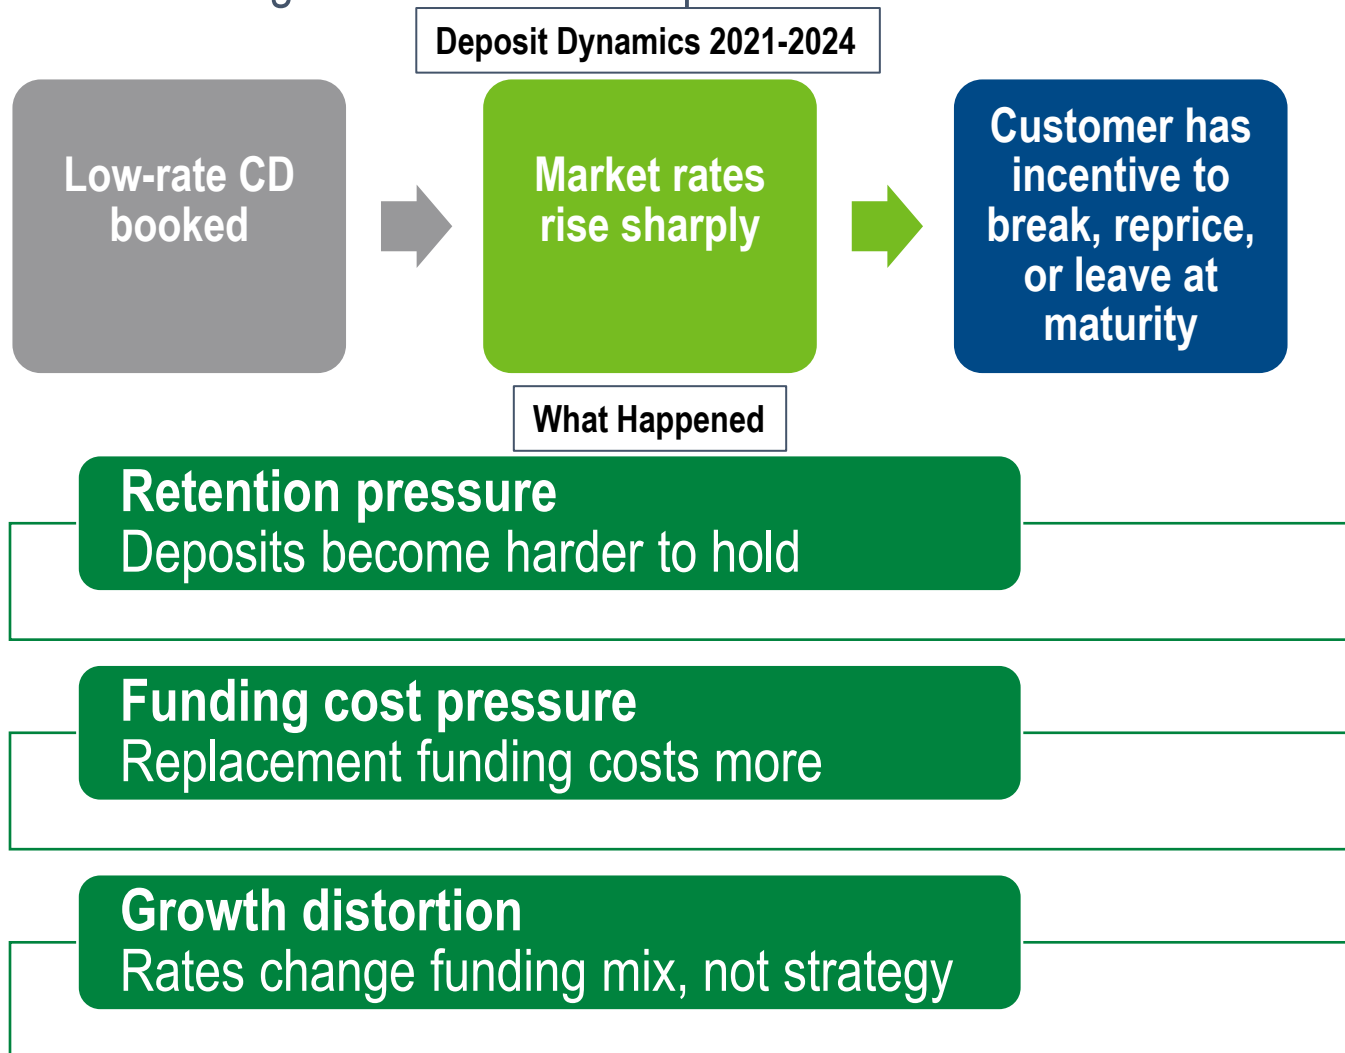 Deposit Dynamics 2021-2024
Low-rate CD
booked
Market rates
rise sharply
Customer has
incentive to
break, reprice,
or leave at
maturity
What Happened
Retention pressure
Deposits become harder to hold
Funding cost pressure
Replacement funding costs more
Growth distortion
Rates change funding mix, not strategy